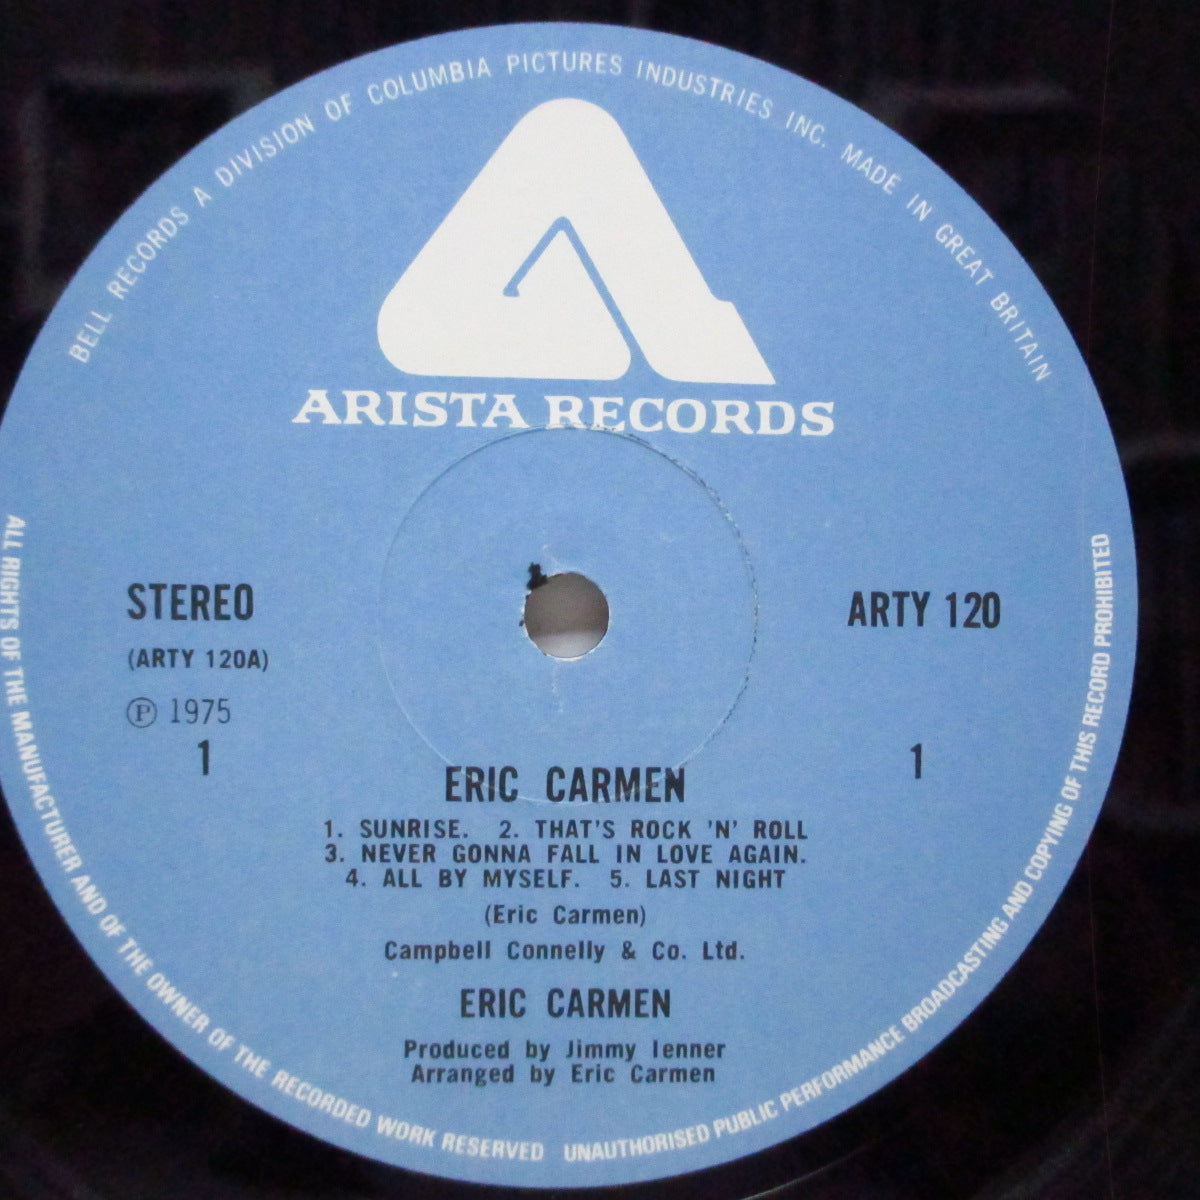 BELL RECORDS A DIVISION OF COLUMBIA PICTURES INDUSTRIES INC. MADE IN GREAT BRITAIN
ARISTA RECORDS
STEREO
(ARTY 120A)
Ⓟ 1975
1
ARTY 120
1
ERIC CARMEN
1. SUNRISE. 2. THAT'S ROCK 'N' ROLL
3. NEVER GONNA FALL IN LOVE AGAIN.
4. ALL BY MYSELF. 5. LAST NIGHT
(Eric Carmen)
Campbell Connelly & Co. Ltd.
ERIC CARMEN
Produced by Jimmy Ienner
Arranged by Eric Carmen
ALL RIGHTS OF THE MANUFACTURER AND OF THE OWNER OF THE RECORDED WORK RESERVED UNAUTHORISED PUBLIC PERFORMANCE BROADCASTING AND COPYING OF THIS RECORD PROHIBITED